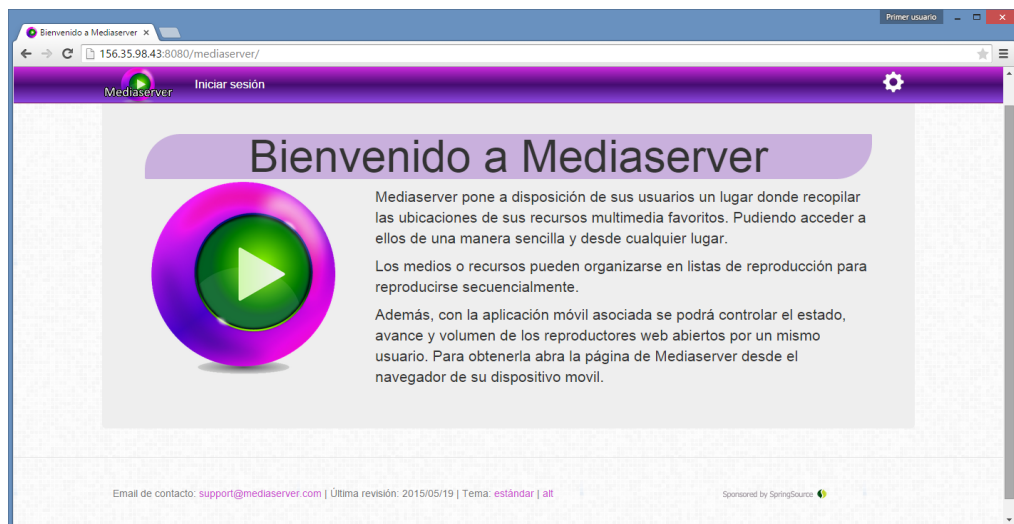 Primer usuario
Bienvenido a Mediaserver
156.35.98.43:8080/mediaserver/
Mediaserver
Iniciar sesión
Bienvenido a Mediaserver
Mediaserver pone a disposición de sus usuarios un lugar donde recopilar
las ubicaciones de sus recursos multimedia favoritos. Pudiendo acceder a
ellos de una manera sencilla y desde cualquier lugar.
Los medios o recursos pueden organizarse en listas de reproducción para
reproducirse secuencialmente.
Además, con la aplicación móvil asociada se podrá controlar el estado,
avance y volumen de los reproductores web abiertos por un mismo
usuario. Para obtenerla abra la página de Mediaserver desde el
navegador de su dispositivo movil.
Email de contacto: support@mediaserver.com | Última revisión: 2015/05/19 | Tema: estándar | alt
Sponsored by SpringSource